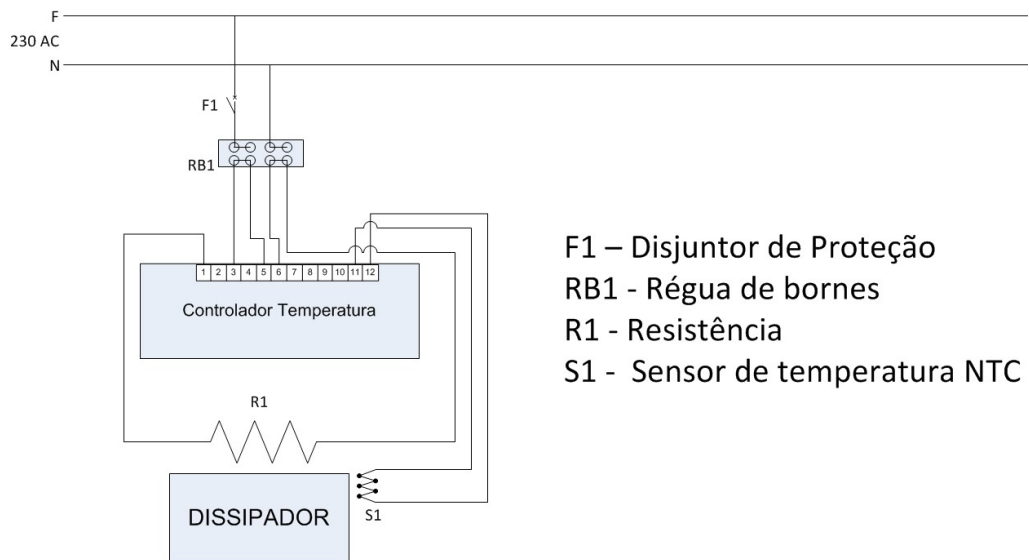 F
230 AC
N
F1
RB1
1 2 3 4 5 6 7 8 9 10 11 12
Controlador Temperatura
R1
DISSIPADOR
S1
F1 – Disjuntor de Proteção
RB1 - Régua de bornes
R1 - Resistência
S1 - Sensor de temperatura NTC